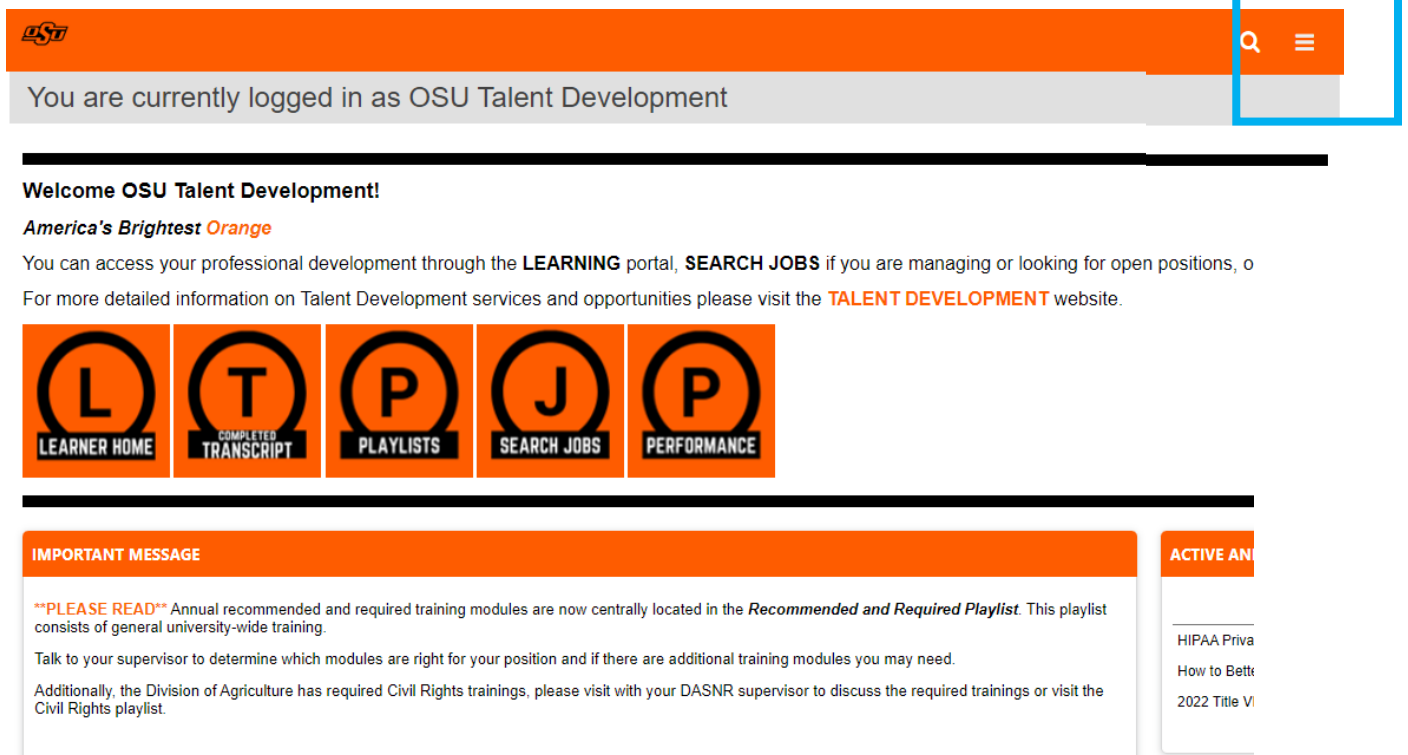 OSU
You are currently logged in as OSU Talent Development
Welcome OSU Talent Development!
America's Brightest Orange
You can access your professional development through the LEARNING portal, SEARCH JOBS if you are managing or looking for open positions, o
For more detailed information on Talent Development services and opportunities please visit the TALENT DEVELOPMENT website.
L
LEARNER HOME
T
COMPLETED
TRANSCRIPT
P
PLAYLISTS
J
SEARCH JOBS
P
PERFORMANCE
IMPORTANT MESSAGE
**PLEASE READ** Annual recommended and required training modules are now centrally located in the Recommended and Required Playlist. This playlist
consists of general university-wide training.
Talk to your supervisor to determine which modules are right for your position and if there are additional training modules you may need.
Additionally, the Division of Agriculture has required Civil Rights trainings, please visit with your DASNR supervisor to discuss the required trainings or visit the
Civil Rights playlist.
ACTIVE AN
HIPAA Priva
How to Bette
2022 Title VI